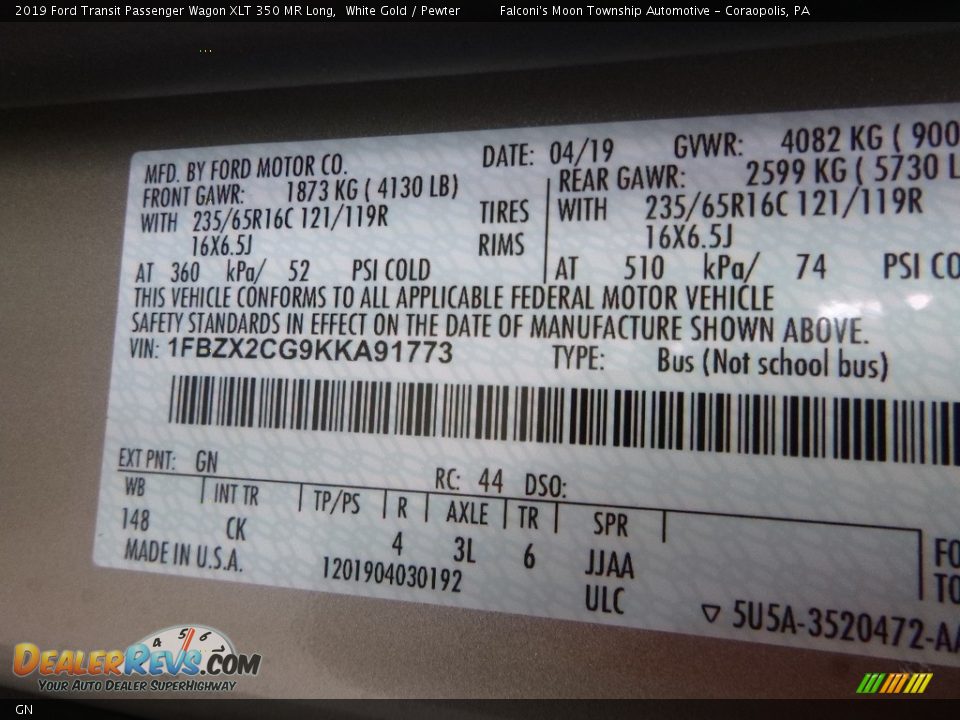 2019 Ford Transit Passenger Wagon XLT 350 MR Long, White Gold / Pewter Falconi's Moon Township Automotive - Coraopolis, PA
MFD. BY FORD MOTOR CO. DATE: 04/19 GVWR: 4082 KG ( 900
FRONT GAWR: 1873 KG ( 4130 LB) REAR GAWR: 2599 KG ( 5730 L
WITH 235/65R16C 121/119R TIRES WITH 235/65R16C 121/119R
16X6.5J RIMS 16X6.5J
AT 360 kPa/ 52 PSI COLD AT 510 kPa/ 74 PSI CO
THIS VEHICLE CONFORMS TO ALL APPLICABLE FEDERAL MOTOR VEHICLE
SAFETY STANDARDS IN EFFECT ON THE DATE OF MANUFACTURE SHOWN ABOVE.
VIN: 1FBZX2CG9KKA91773 TYPE: Bus (Not school bus)
EXT PNT: GN RC: 44 DSO:
WB INT TR TP/PS R AXLE TR SPR
148 CK 4 3L 6 JJAA FO
MADE IN U.S.A. 1201904030192 ULC TO
▽ 5U5A-3520472-AA
4 5 6
DealerRevs.com
Your Auto Dealer SuperHighway
GN